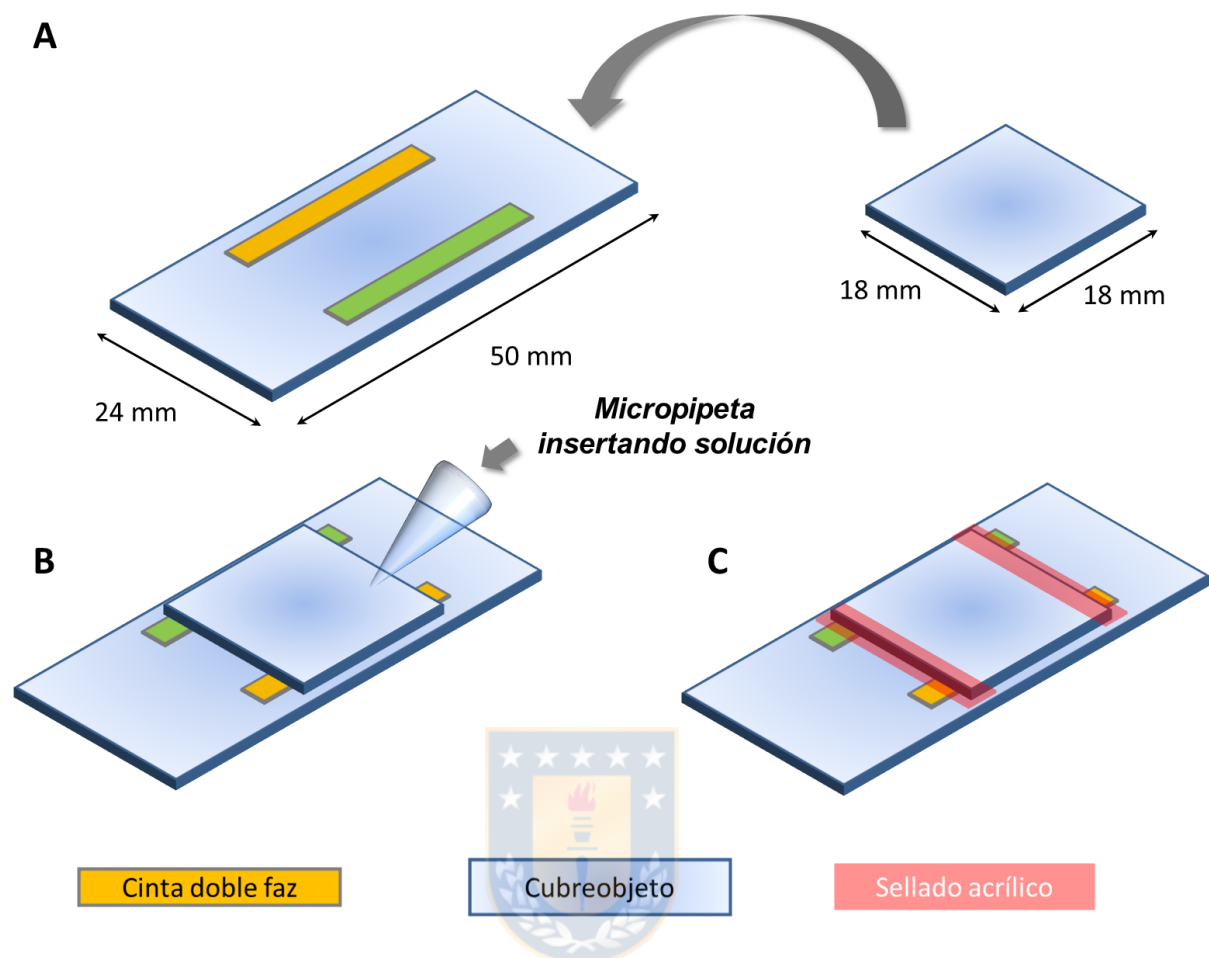 A
18 mm
18 mm
50 mm
24 mm
Micropipeta
insertando solución
B
C
Cinta doble faz
Cubreobjeto
Sellado acrílico